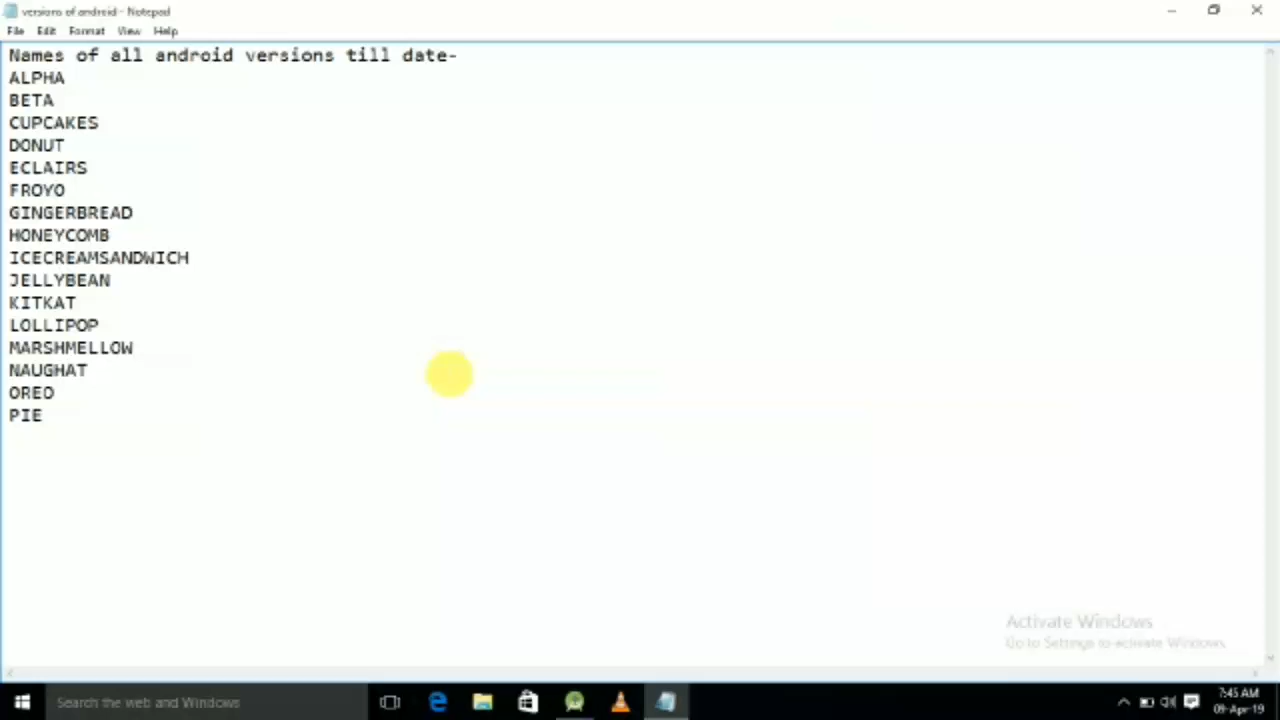 versions of android - Notepad
File Edit Format View Help
Names of all android versions till date-
ALPHA
BETA
CUPCAKES
DONUT
ECLAIRS
FROYO
GINGERBREAD
HONEYCOMB
ICECREAMSANDWICH
JELLYBEAN
KITKAT
LOLLIPOP
MARSHMELLOW
NAUGHAT
OREO
PIE
Activate Windows
Go to Settings to activate Windows.
Search the web and Windows
7:45 AM
09-Apr-19